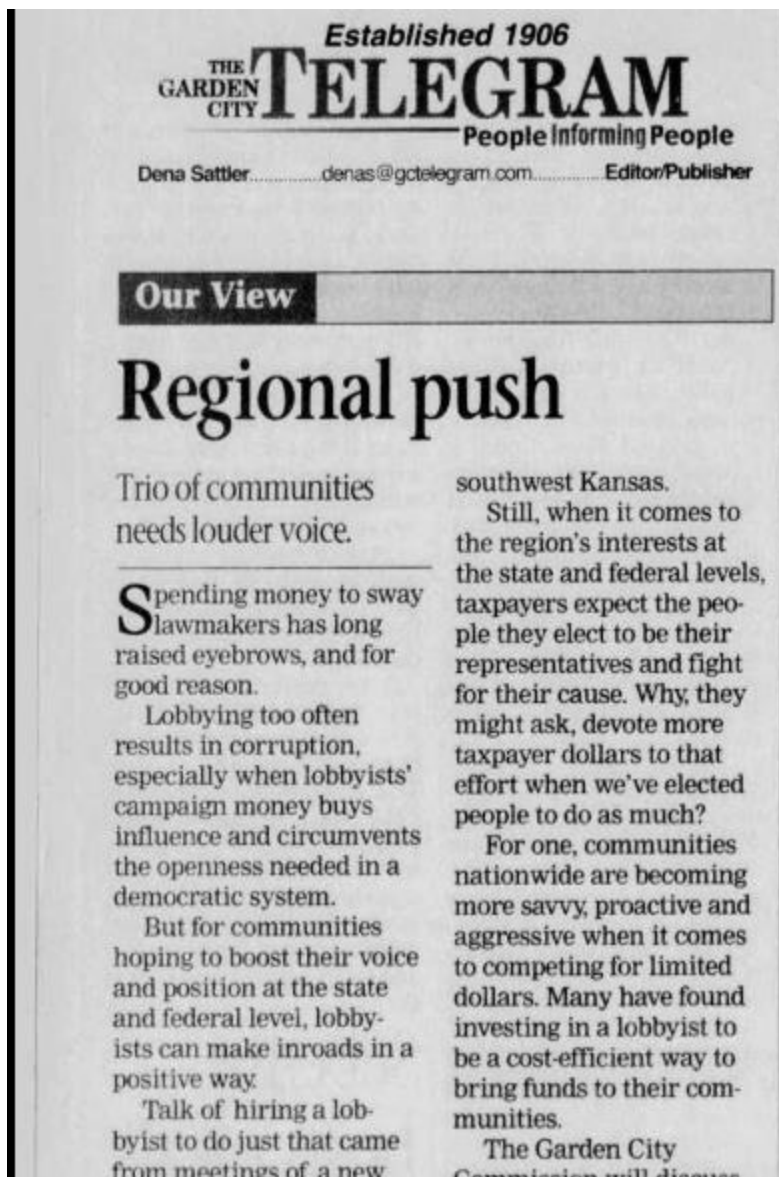 Established 1906
THE GARDEN CITY TELEGRAM
People Informing People
Dena Sattler..............denas@gctelegram.com..............Editor/Publisher
Our View
Regional push
Trio of communities
needs louder voice.
Spending money to sway
lawmakers has long
raised eyebrows, and for
good reason.
Lobbying too often
results in corruption,
especially when lobbyists'
campaign money buys
influence and circumvents
the openness needed in a
democratic system.
But for communities
hoping to boost their voice
and position at the state
and federal level, lobby-
ists can make inroads in a
positive way.
Talk of hiring a lob-
byist to do just that came
from meetings of a new
southwest Kansas.
Still, when it comes to
the region's interests at
the state and federal levels,
taxpayers expect the peo-
ple they elect to be their
representatives and fight
for their cause. Why, they
might ask, devote more
taxpayer dollars to that
effort when we've elected
people to do as much?
For one, communities
nationwide are becoming
more savvy, proactive and
aggressive when it comes
to competing for limited
dollars. Many have found
investing in a lobbyist to
be a cost-efficient way to
bring funds to their com-
munities.
The Garden City
Commission will discuss